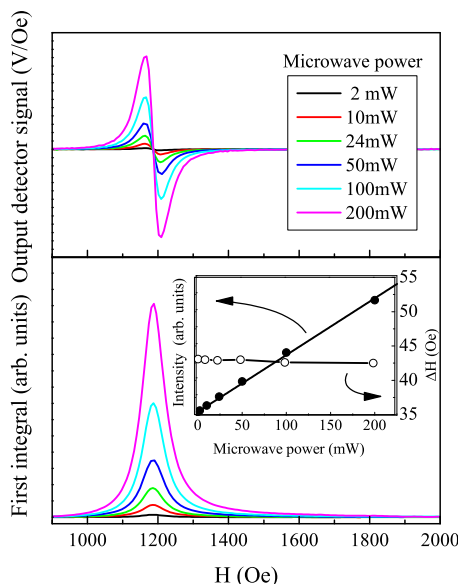 Output detector signal (V/Oe)
Microwave power
2 mW
10mW
24mW
50mW
100mW
200mW
First integral (arb. units)
Intensity (arb. units)
55
50
45
40
35
ΔH (Oe)
0 50 100 150 200
Microwave power (mW)
1000 1200 1400 1600 1800 2000
H (Oe)